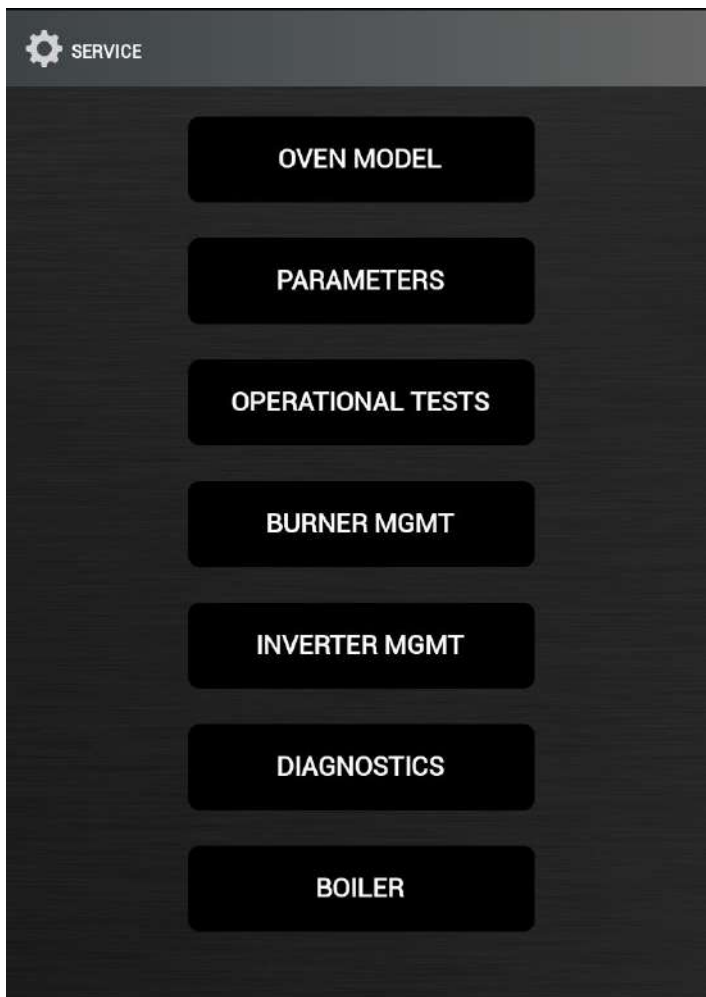 SERVICE
OVEN MODEL
PARAMETERS
OPERATIONAL TESTS
BURNER MGMT
INVERTER MGMT
DIAGNOSTICS
BOILER